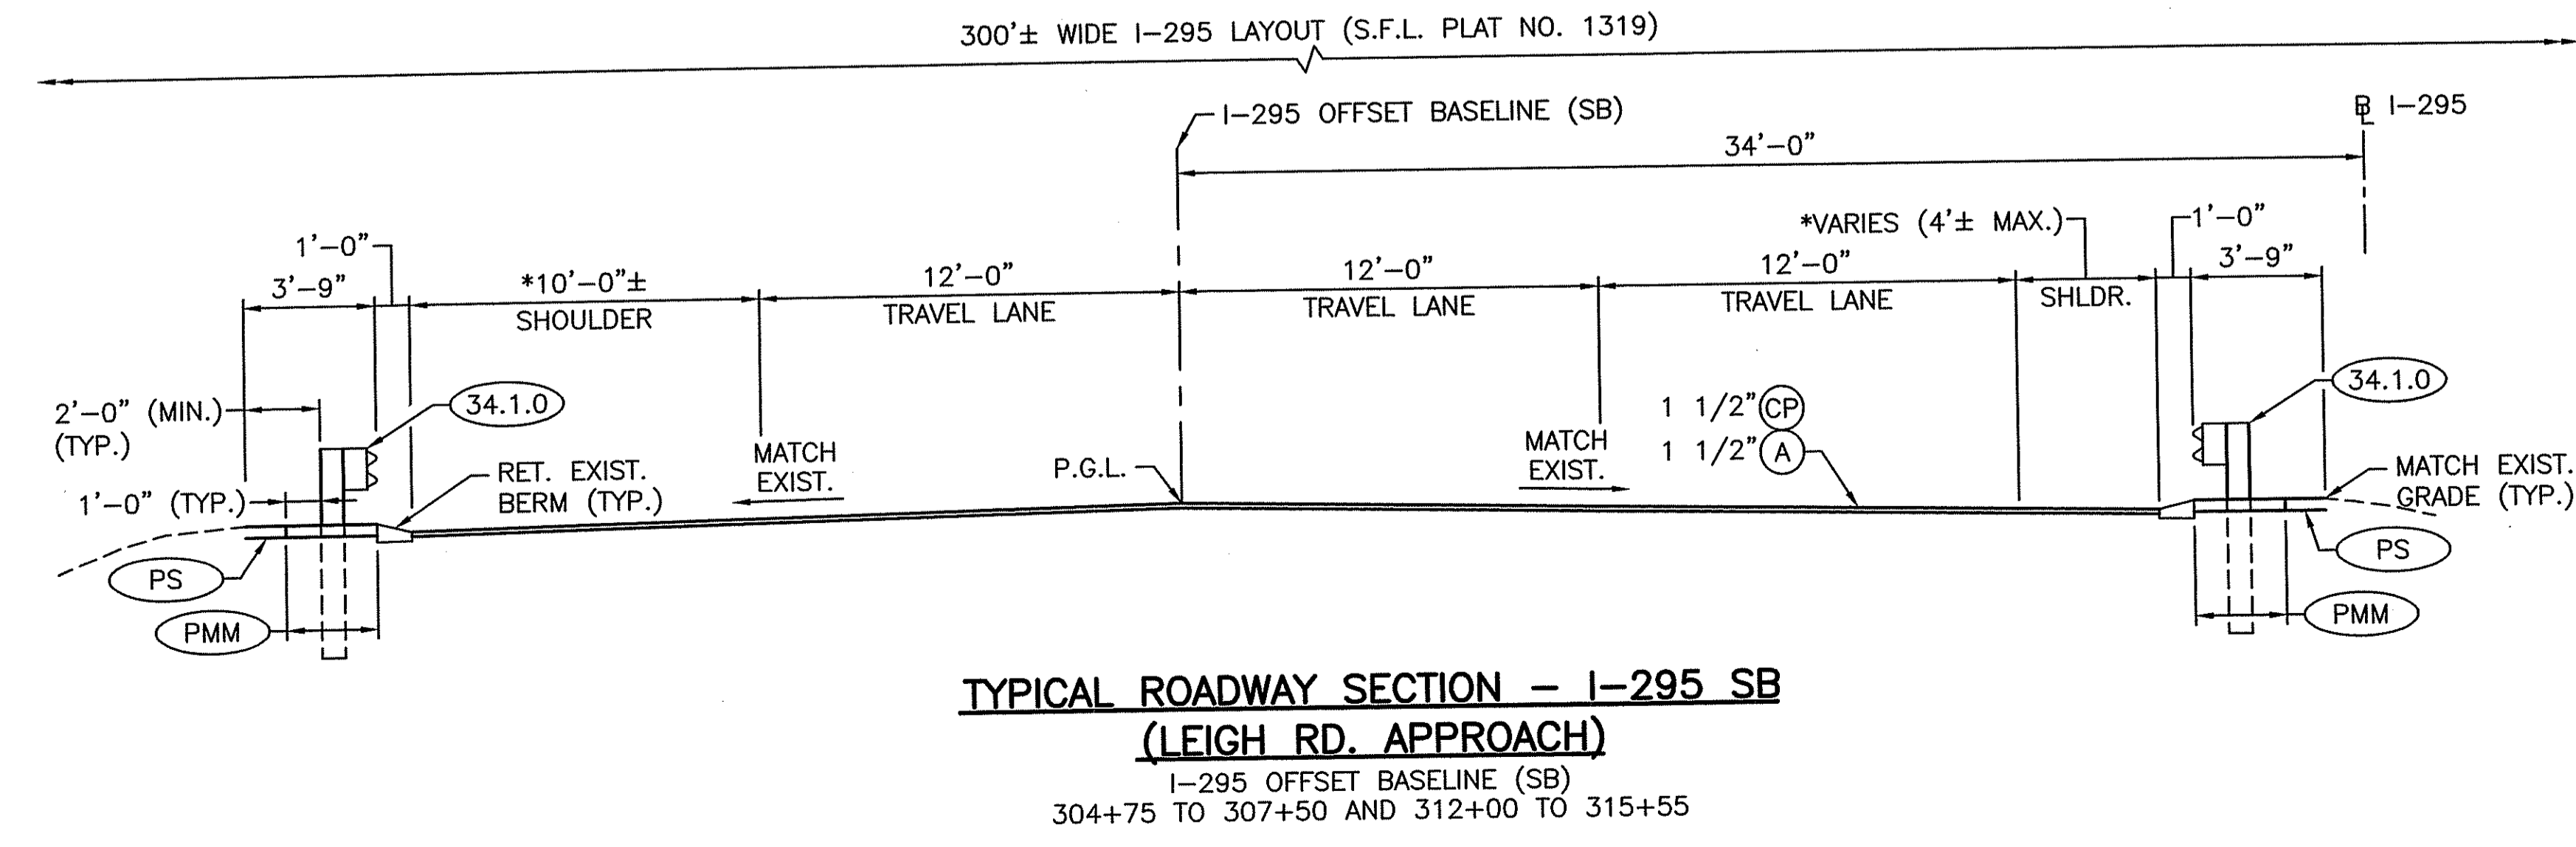 300'± WIDE I-295 LAYOUT (S.F.L. PLAT NO. 1319)
I-295 OFFSET BASELINE (SB)
B I-295
34'-0"
*VARIES (4'± MAX.)
1'-0"
1'-0"
3'-9"
*10'-0"±
SHOULDER
12'-0"
TRAVEL LANE
12'-0"
TRAVEL LANE
12'-0"
TRAVEL LANE
SHLDR.
3'-9"
2'-0" (MIN.)
(TYP.)
34.1.0
34.1.0
1 1/2" CP
1 1/2" A
MATCH
EXIST.
MATCH
EXIST.
P.G.L.
RET. EXIST.
BERM (TYP.)
1'-0" (TYP.)
MATCH EXIST.
GRADE (TYP.)
PS
PS
PMM
PMM
TYPICAL ROADWAY SECTION - I-295 SB
(LEIGH RD. APPROACH)
I-295 OFFSET BASELINE (SB)
304+75 TO 307+50 AND 312+00 TO 315+55